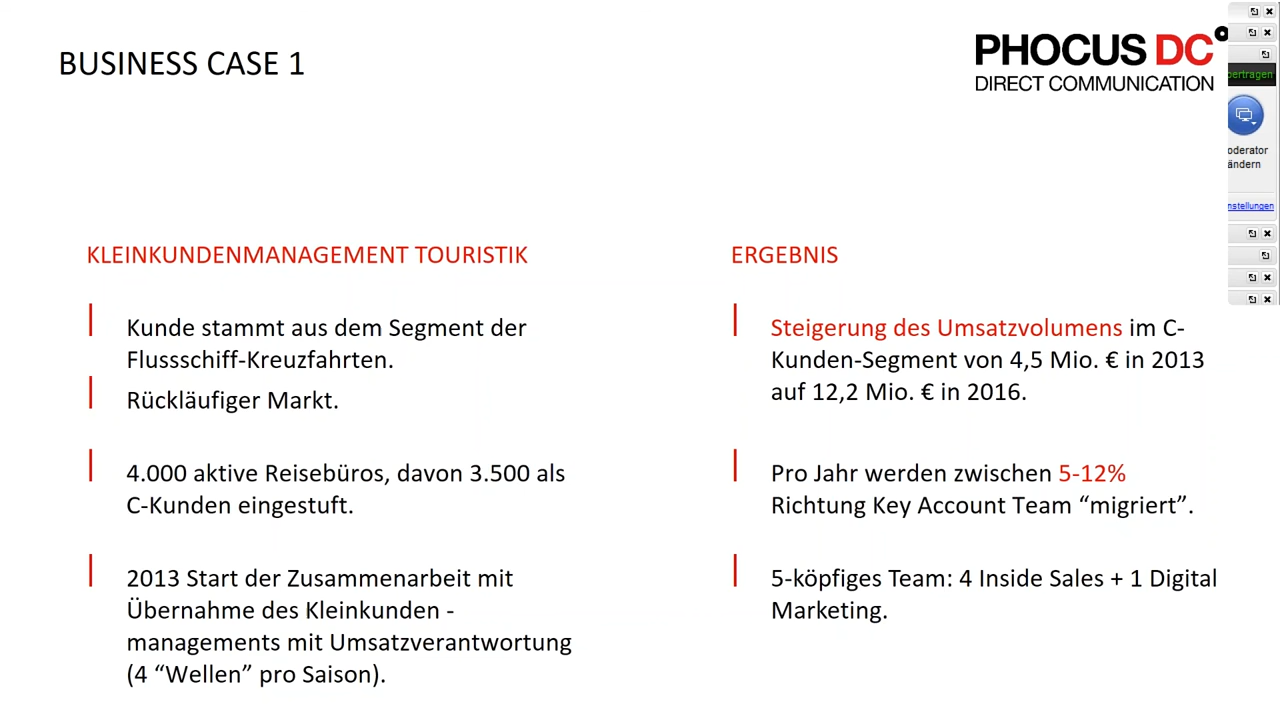 BUSINESS CASE 1
PHOCUS DC
DIRECT COMMUNICATION
KLEINKUNDENMANAGEMENT TOURISTIK
Kunde stammt aus dem Segment der
Flussschiff-Kreuzfahrten.
Rückläufiger Markt.
4.000 aktive Reisebüros, davon 3.500 als
C-Kunden eingestuft.
2013 Start der Zusammenarbeit mit
Übernahme des Kleinkunden -
managements mit Umsatzverantwortung
(4 “Wellen” pro Saison).
ERGEBNIS
Steigerung des Umsatzvolumens im C-
Kunden-Segment von 4,5 Mio. € in 2013
auf 12,2 Mio. € in 2016.
Pro Jahr werden zwischen 5-12%
Richtung Key Account Team “migriert”.
5-köpfiges Team: 4 Inside Sales + 1 Digital
Marketing.
bertragen
oderator
ändern
nstellungen